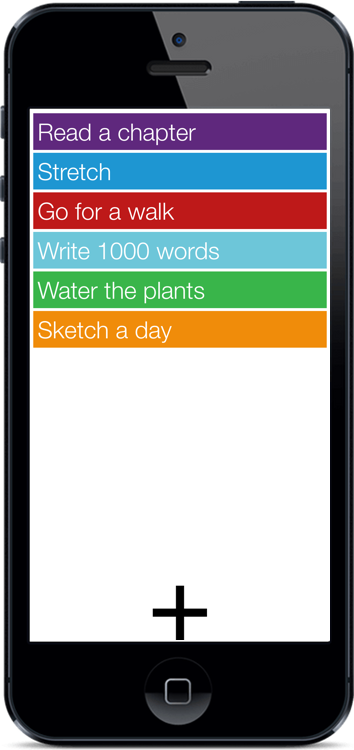 Read a chapter
Stretch
Go for a walk
Write 1000 words
Water the plants
Sketch a day